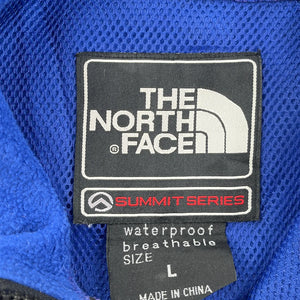 THE
NORTH
FACE
®
SUMMIT SERIES
waterproof
breathable
SIZE
L
MADE IN CHINA